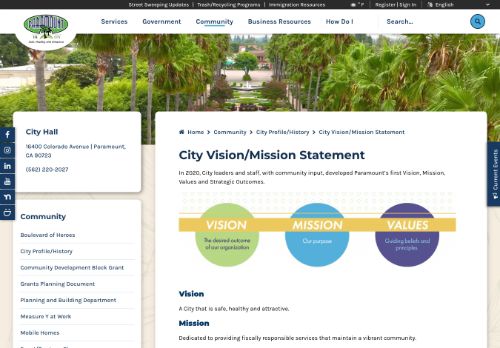 Street Sweeping Updates | Trash/Recycling Programs | Immigration Resources
° F | Register | Sign In | English
PARAMOUNT
Services Government Community Business Resources How Do I Search...
City Hall
16400 Colorado Avenue | Paramount,
CA 90723
(562) 220-2027
Community
Boulevard of Heroes
City Profile/History
Community Development Block Grant
Grants Planning Document
Planning and Building Department
Measure Y at Work
Mobile Homes
Home > Community > City Profile/History > City Vision/Mission Statement
City Vision/Mission Statement
In 2020, City leaders and staff, with community input, developed Paramount's first Vision, Mission,
Values and Strategic Outcomes.
VISION MISSION VALUES
The desired outcome
of our organization
Our purpose
Guiding beliefs and
principles
Vision
A City that is safe, healthy and attractive.
Mission
Dedicated to providing fiscally responsible services that maintain a vibrant community.
Current Events